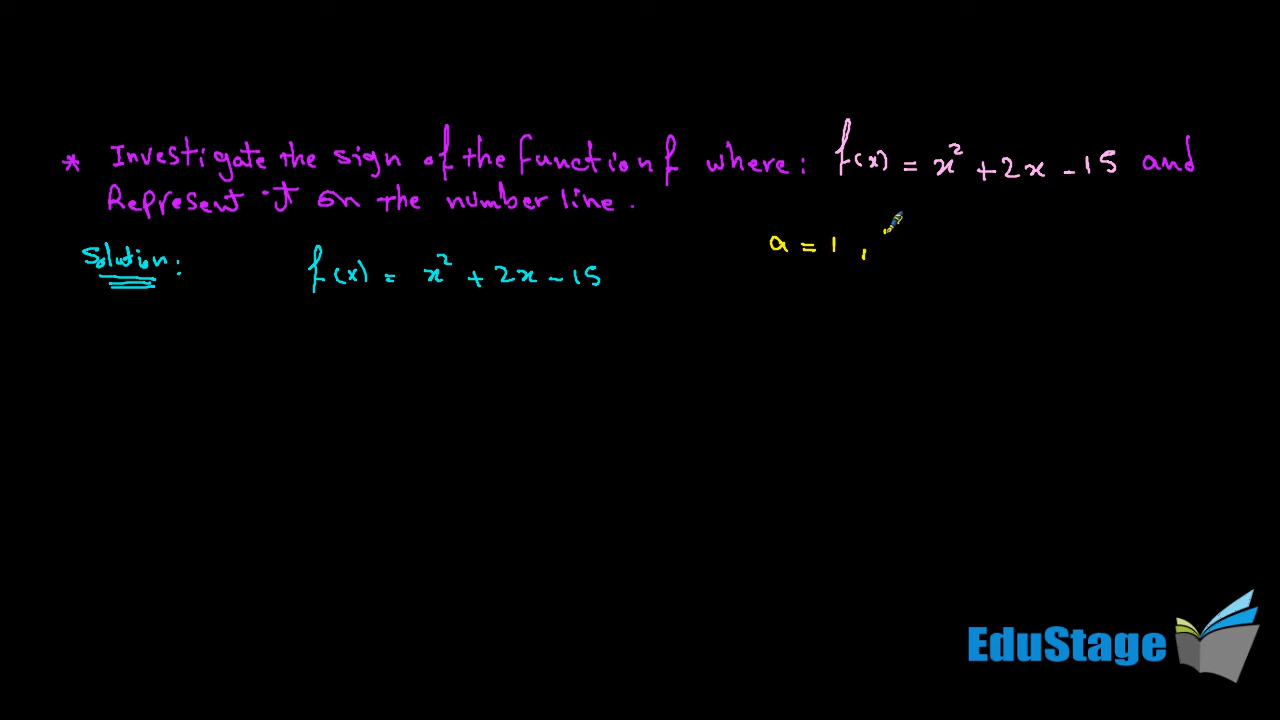 * Investigate the sign of the function f where: f(x) = x² + 2x - 15 and
Represent it on the number line.
Solution: f(x) = x² + 2x - 15
a = 1 ,
EduStage